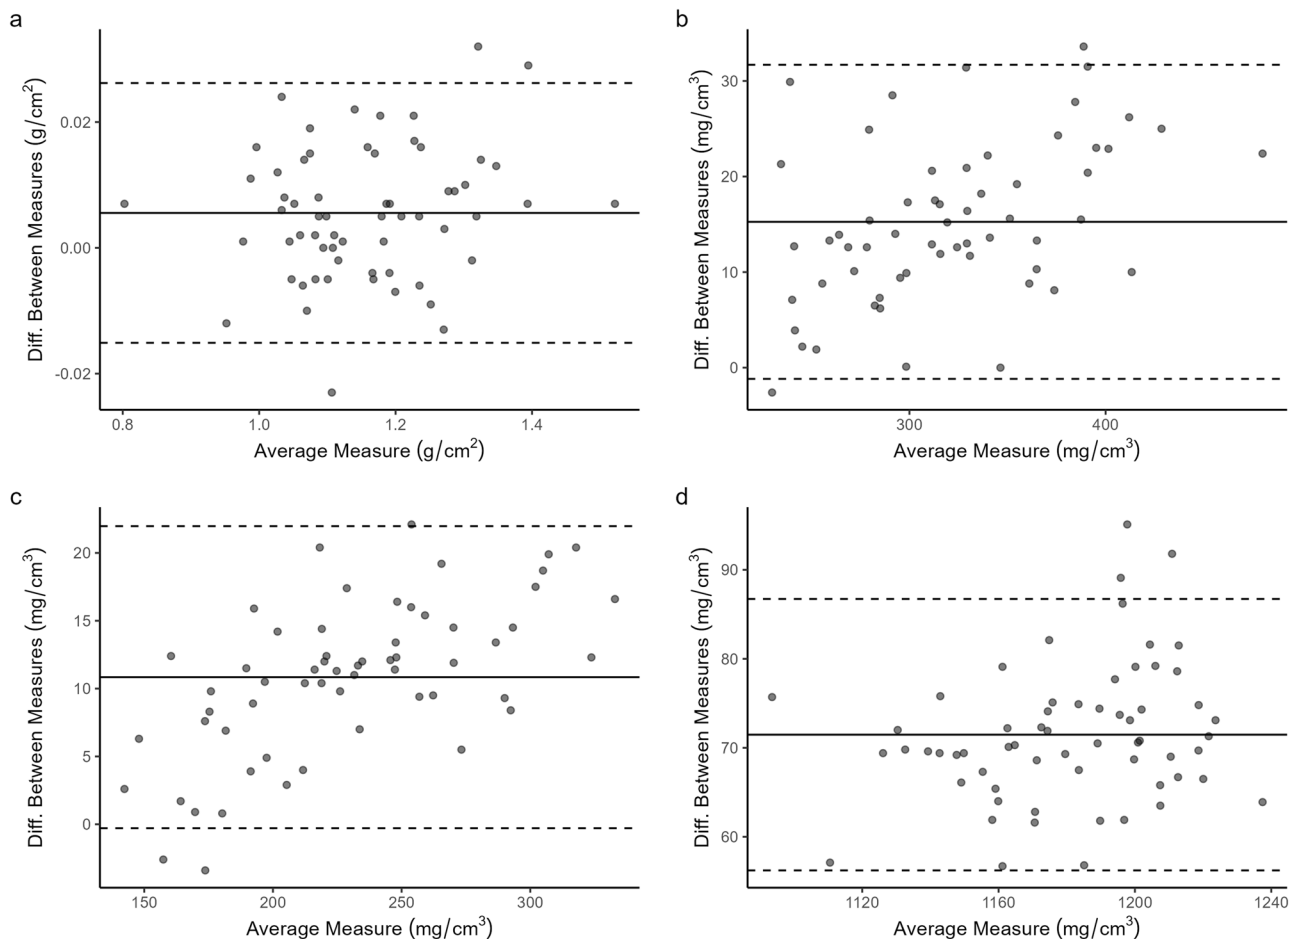 a
Diff. Between Measures (g/cm²)
0.02
0.00
-0.02
0.8
1.0
1.2
1.4
Average Measure (g/cm²)
b
Diff. Between Measures (mg/cm³)
30
20
10
0
300
400
Average Measure (mg/cm³)
c
Diff. Between Measures (mg/cm³)
20
15
10
5
0
150
200
250
300
Average Measure (mg/cm³)
d
Diff. Between Measures (mg/cm³)
90
80
70
60
1120
1160
1200
1240
Average Measure (mg/cm³)